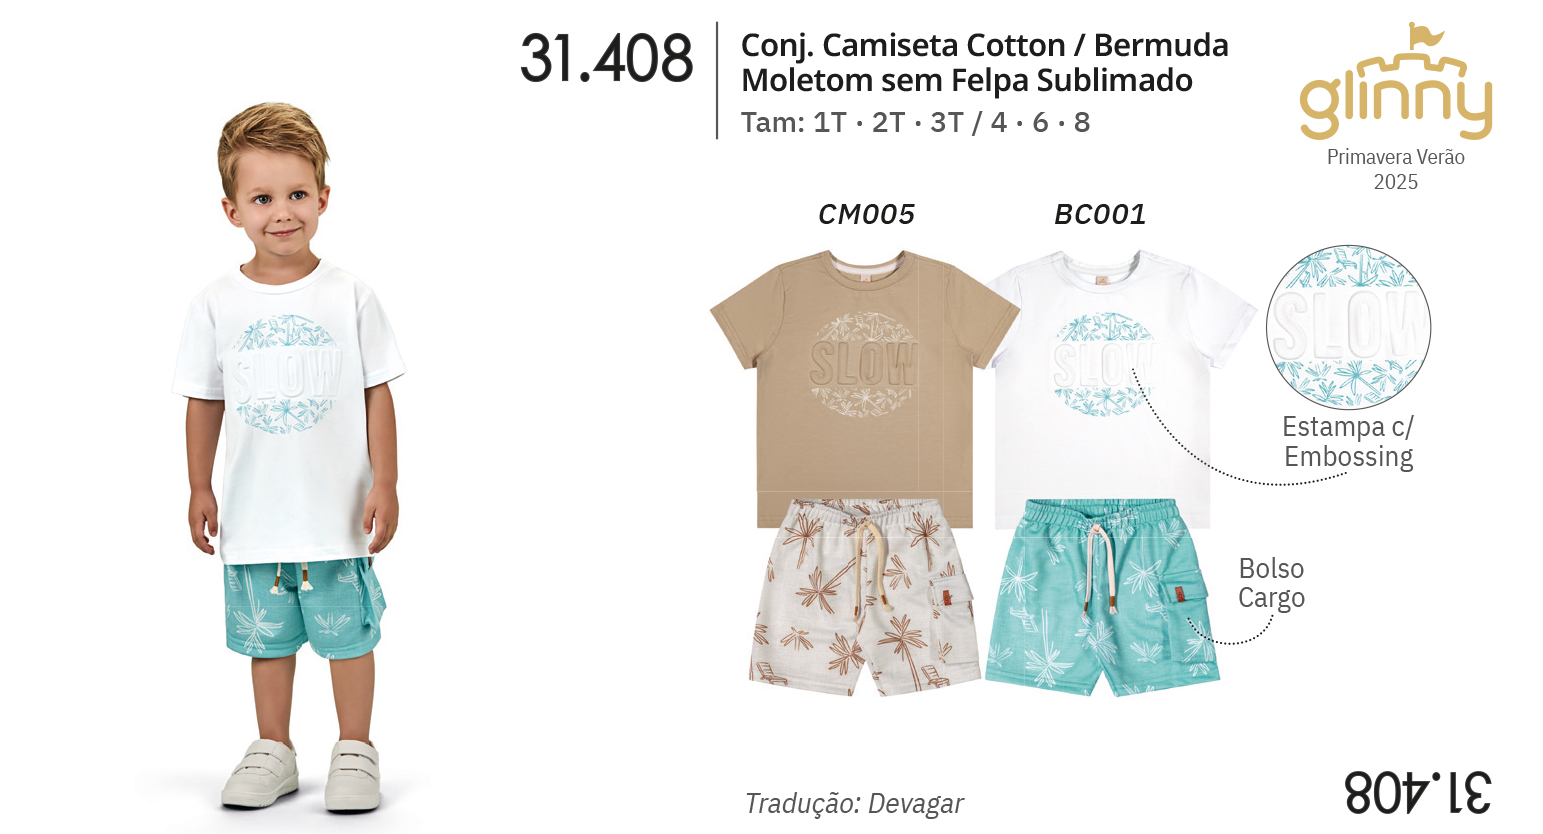 31.408
Conj. Camiseta Cotton / Bermuda
Moletom sem Felpa Sublimado
Tam: 1T · 2T · 3T / 4 · 6 · 8
glinny
Primavera Verão
2025
CM005
BC001
SLOW
SLOW
SLOW
SLOW
Estampa c/
Embossing
Bolso
Cargo
Tradução: Devagar
31.408